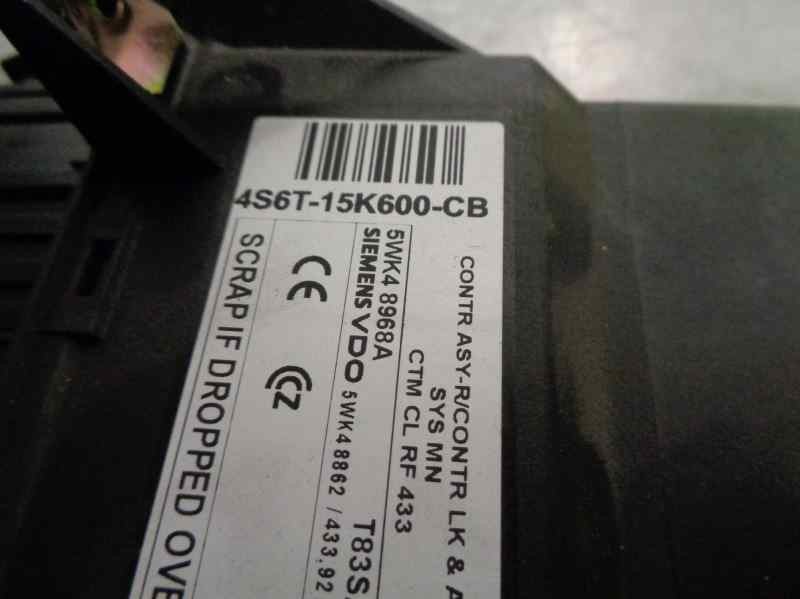 4S6T-15K600-CB
CONTR ASY-R/CONTR LK & A
SYS MN
CTM CL RF 433
5WK4 8968A
SIEMENS VDO 5WK4 8862 / 433,92
T83S
CE
SCRAP IF DROPPED OVE